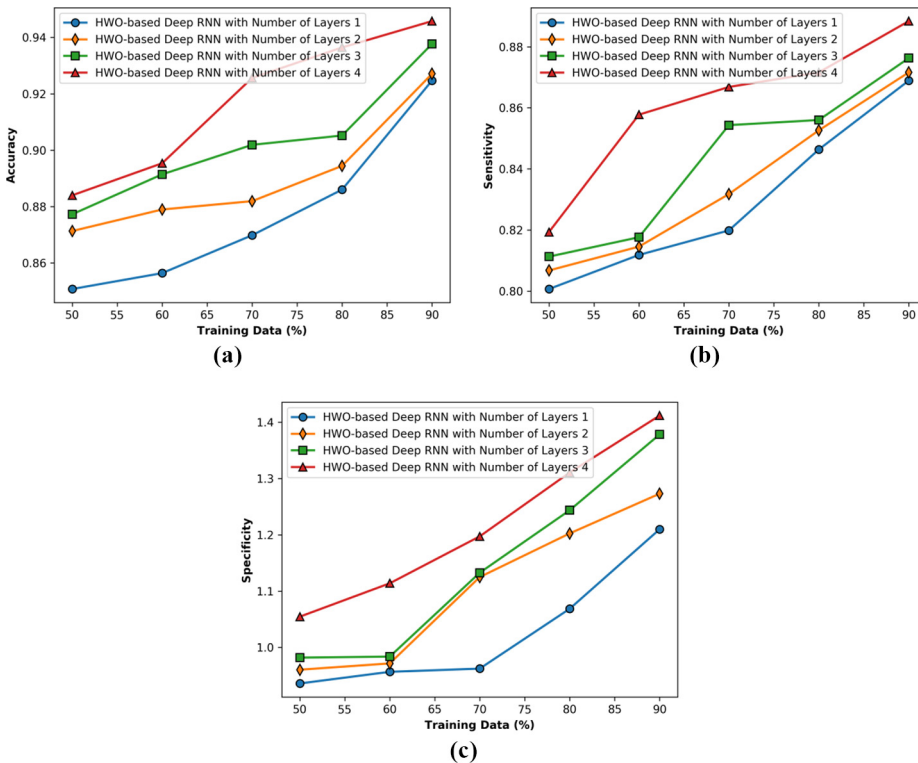 HWO-based Deep RNN with Number of Layers 1
HWO-based Deep RNN with Number of Layers 2
HWO-based Deep RNN with Number of Layers 3
HWO-based Deep RNN with Number of Layers 4
0.94
0.92
0.90
0.88
0.86
Accuracy
50 55 60 65 70 75 80 85 90
Training Data (%)
(a)
HWO-based Deep RNN with Number of Layers 1
HWO-based Deep RNN with Number of Layers 2
HWO-based Deep RNN with Number of Layers 3
HWO-based Deep RNN with Number of Layers 4
0.88
0.86
0.84
0.82
0.80
Sensitivity
50 55 60 65 70 75 80 85 90
Training Data (%)
(b)
HWO-based Deep RNN with Number of Layers 1
HWO-based Deep RNN with Number of Layers 2
HWO-based Deep RNN with Number of Layers 3
HWO-based Deep RNN with Number of Layers 4
1.4
1.3
1.2
1.1
1.0
Specificity
50 55 60 65 70 75 80 85 90
Training Data (%)
(c)